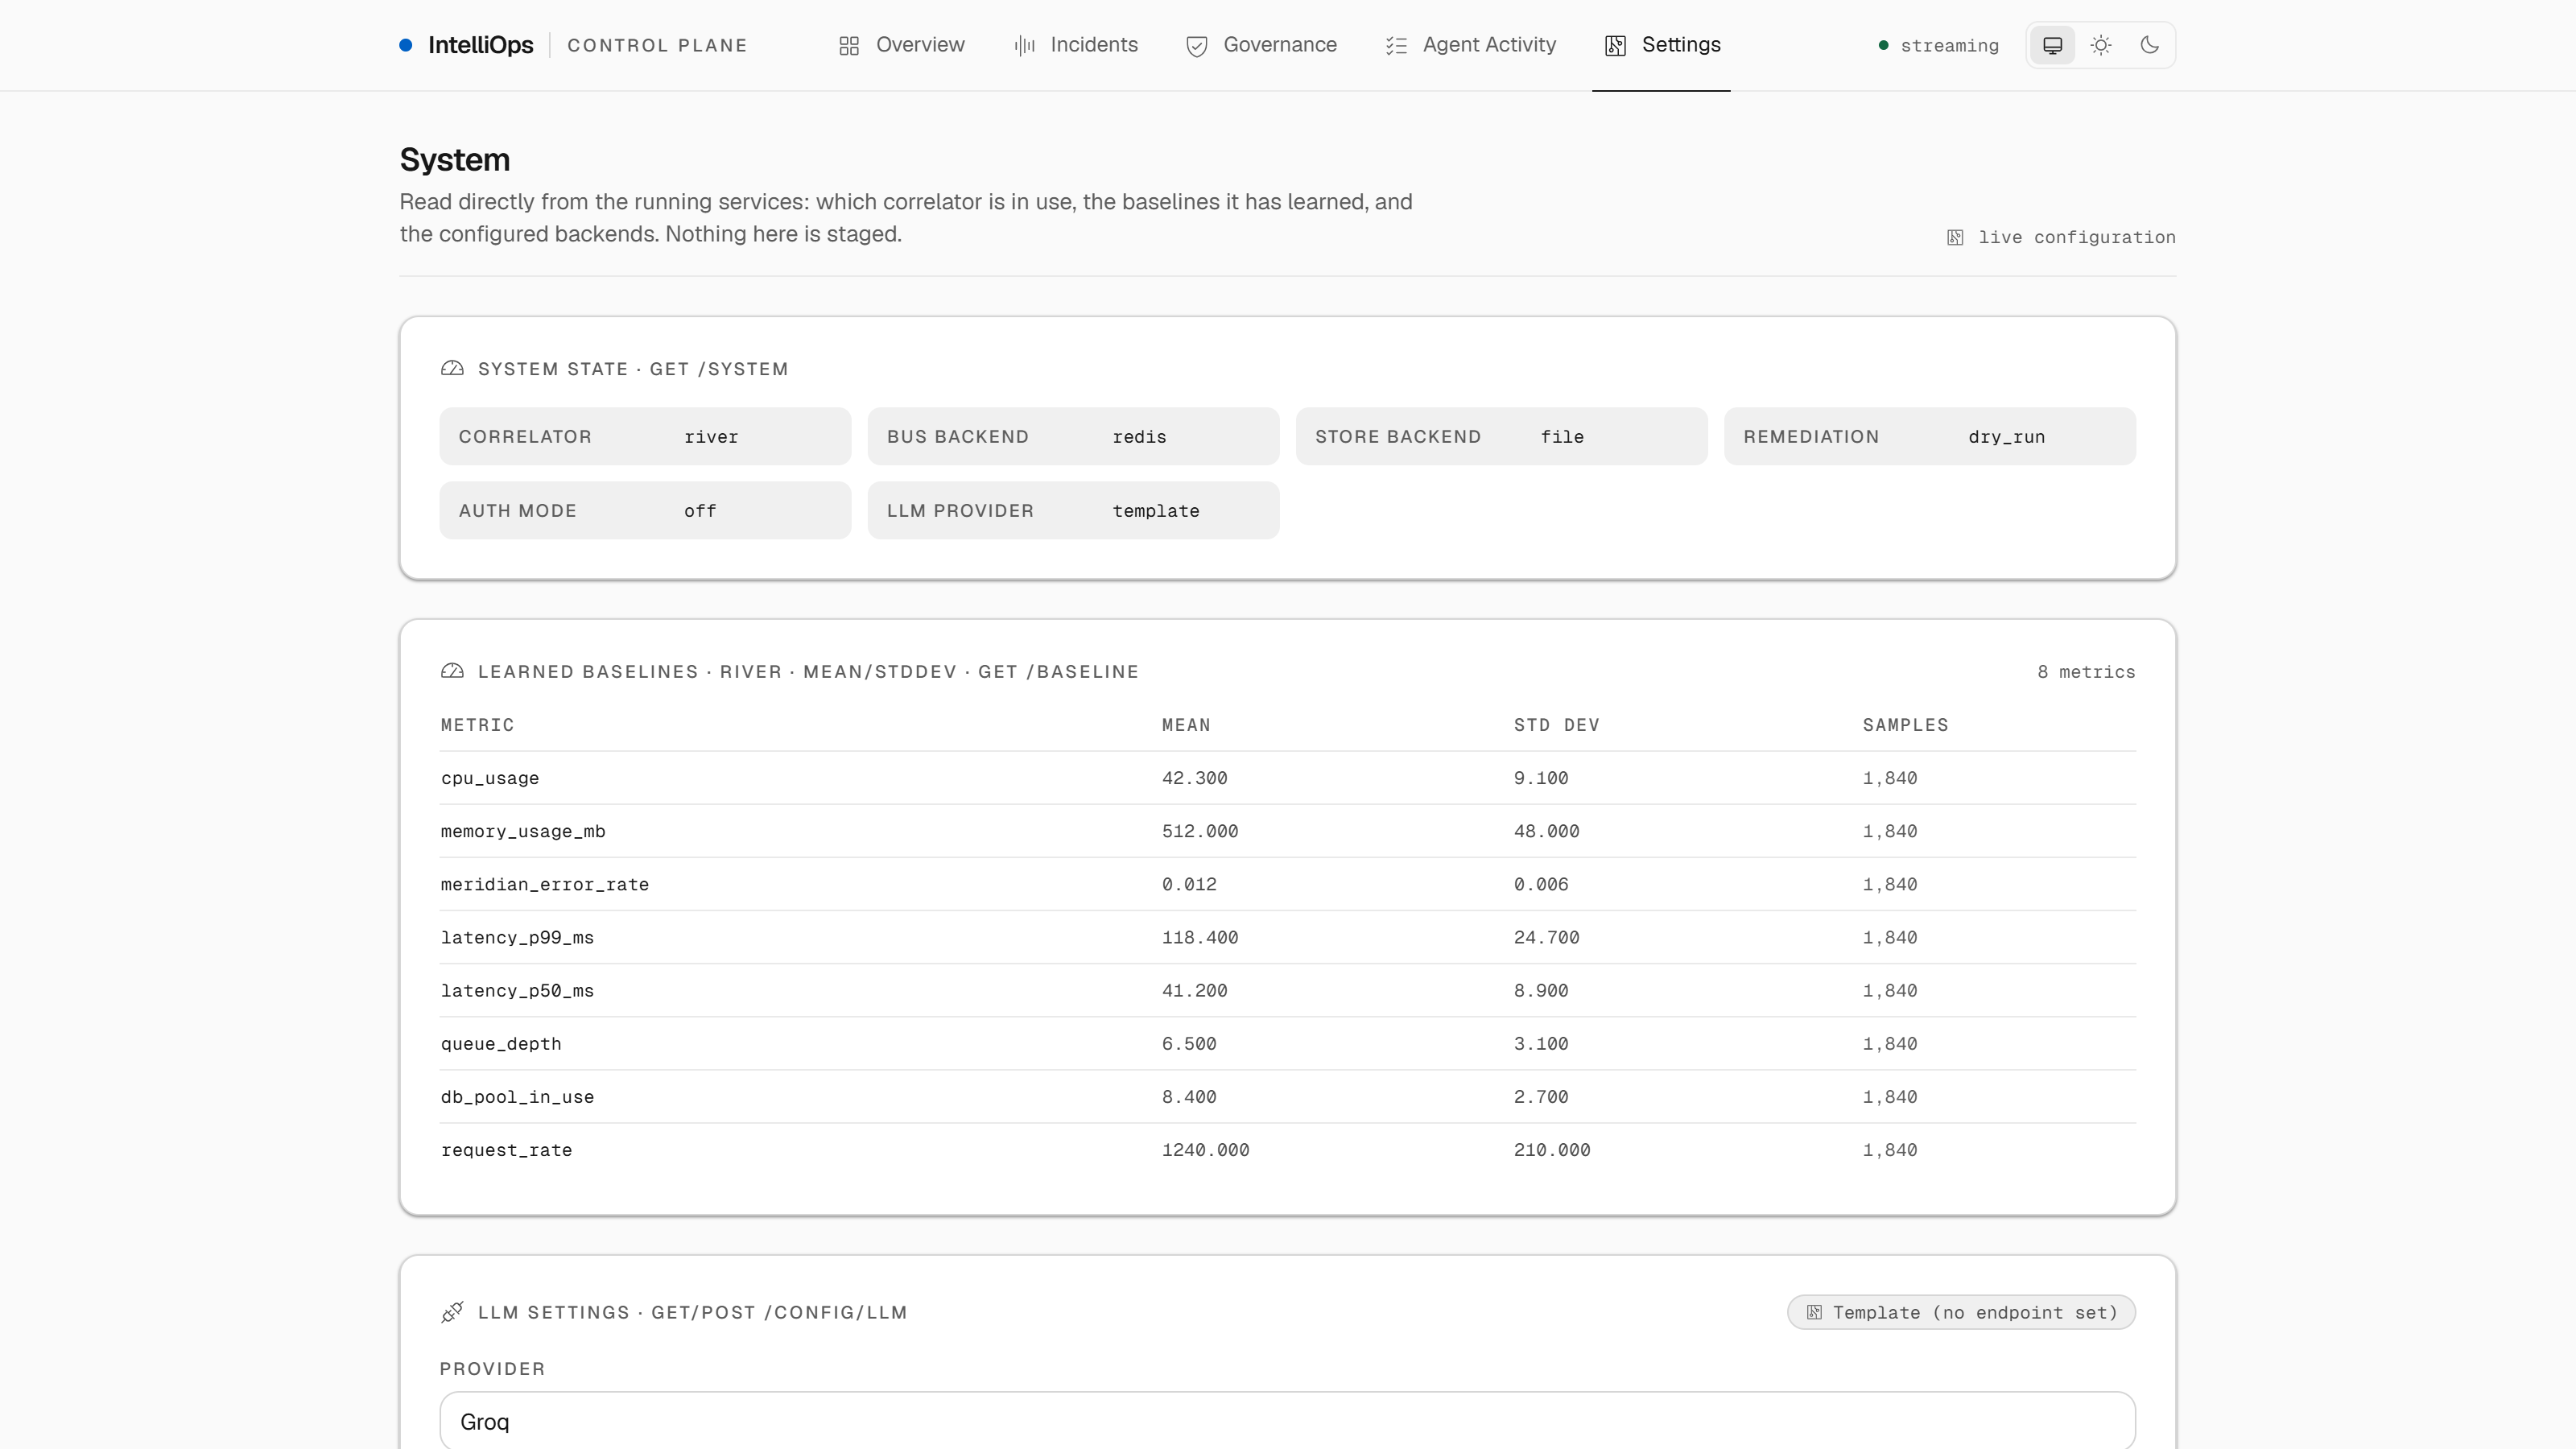 IntelliOps CONTROL PLANE Overview Incidents Governance Agent Activity Settings streaming
System
Read directly from the running services: which correlator is in use, the baselines it has learned, and
the configured backends. Nothing here is staged.
live configuration
SYSTEM STATE · GET /SYSTEM
CORRELATOR river BUS BACKEND redis STORE BACKEND file REMEDIATION dry_run
AUTH MODE off LLM PROVIDER template
LEARNED BASELINES · RIVER · MEAN/STDDEV · GET /BASELINE 8 metrics
METRIC MEAN STD DEV SAMPLES
cpu_usage 42.300 9.100 1,840
memory_usage_mb 512.000 48.000 1,840
meridian_error_rate 0.012 0.006 1,840
latency_p99_ms 118.400 24.700 1,840
latency_p50_ms 41.200 8.900 1,840
queue_depth 6.500 3.100 1,840
db_pool_in_use 8.400 2.700 1,840
request_rate 1240.000 210.000 1,840
LLM SETTINGS · GET/POST /CONFIG/LLM Template (no endpoint set)
PROVIDER
Groq